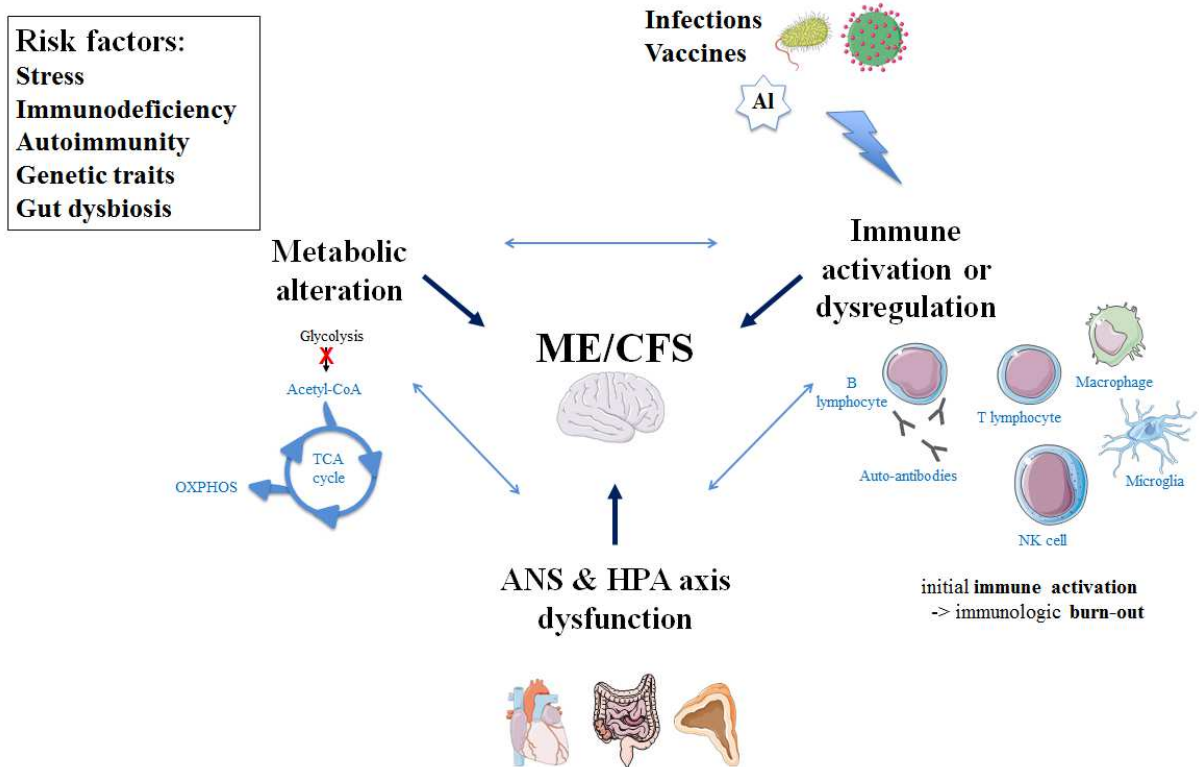 Risk factors:
Stress
Immunodeficiency
Autoimmunity
Genetic traits
Gut dysbiosis
Infections
Vaccines
Al
Metabolic
alteration
Immune
activation or
dysregulation
Glycolysis
X
Acetyl-CoA
TCA
cycle
OXPHOS
ME/CFS
B
lymphocyte
Auto-antibodies
T lymphocyte
Macrophage
Microglia
NK cell
initial immune activation
-> immunologic burn-out
ANS & HPA axis
dysfunction